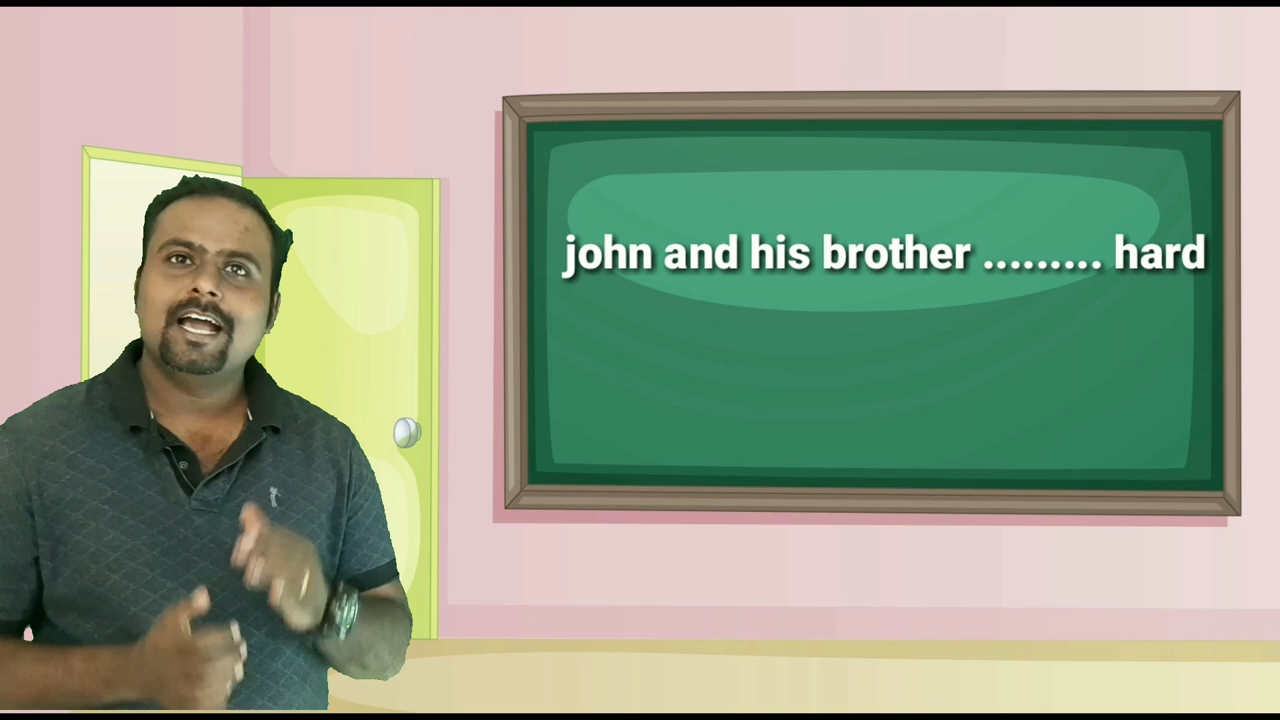 john and his brother ......... hard